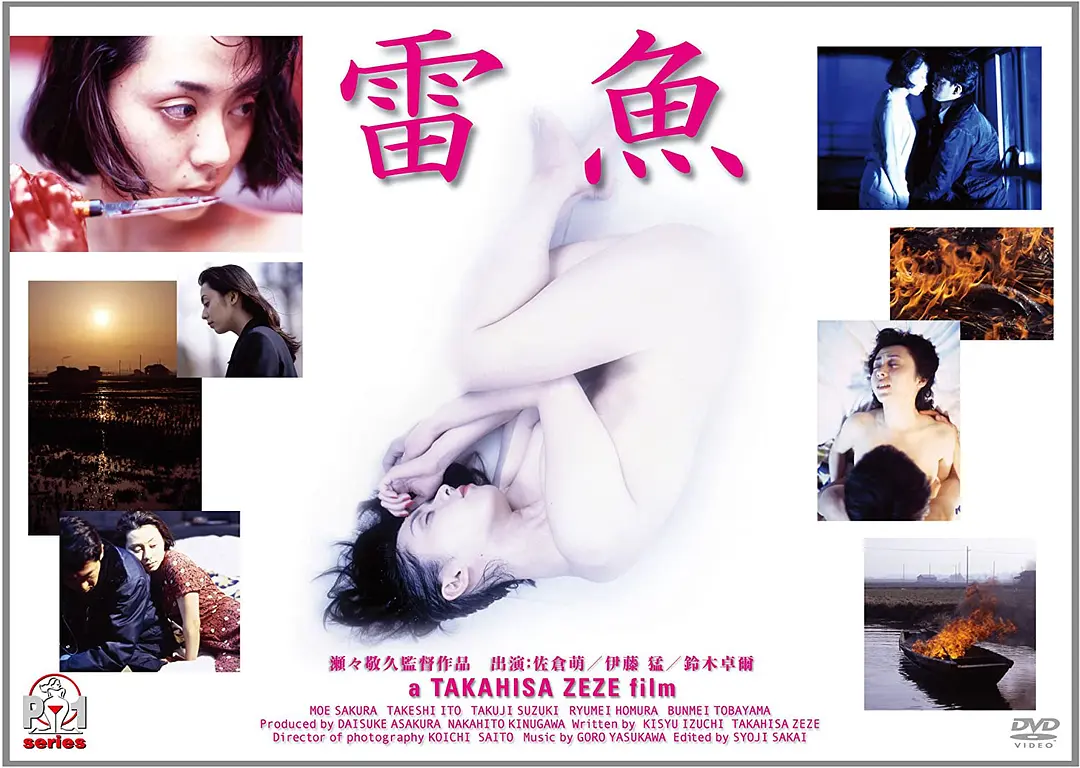 雷魚
瀬々敬久監督作品 出演:佐倉萌／伊藤 猛／鈴木卓爾
a TAKAHISA ZEZE film
MOE SAKURA TAKESHI ITO TAKUJI SUZUKI RYUMEI HOMURA BUNMEI TOBAYAMA
Produced by DAISUKE ASAKURA NAKAHITO KINUGAWA Written by KISYU IZUCHI TAKAHISA ZEZE
Director of photography KOICHI SAITO Music by GORO YASUKAWA Edited by SYOJI SAKAI
P-1
series
DVD
VIDEO